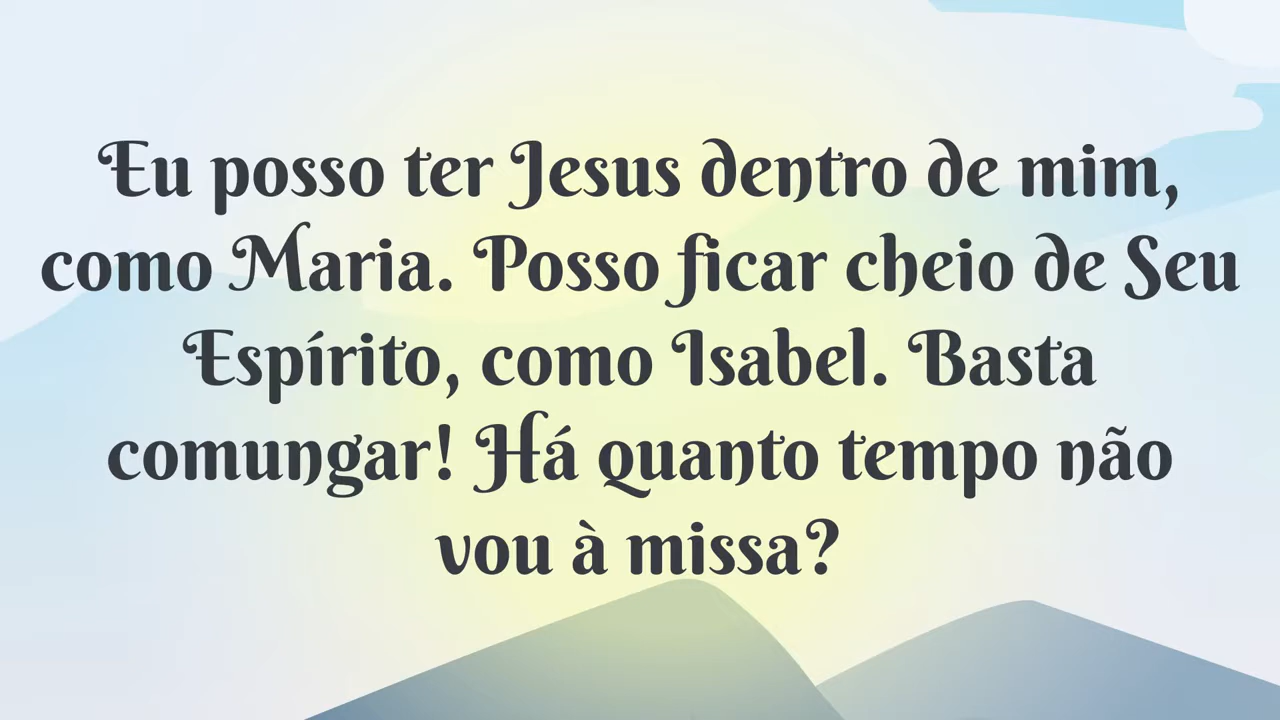 Eu posso ter Jesus dentro de mim,
como Maria. Posso ficar cheio de Seu
Espírito, como Isabel. Basta
comungar! Há quanto tempo não
vou à missa?